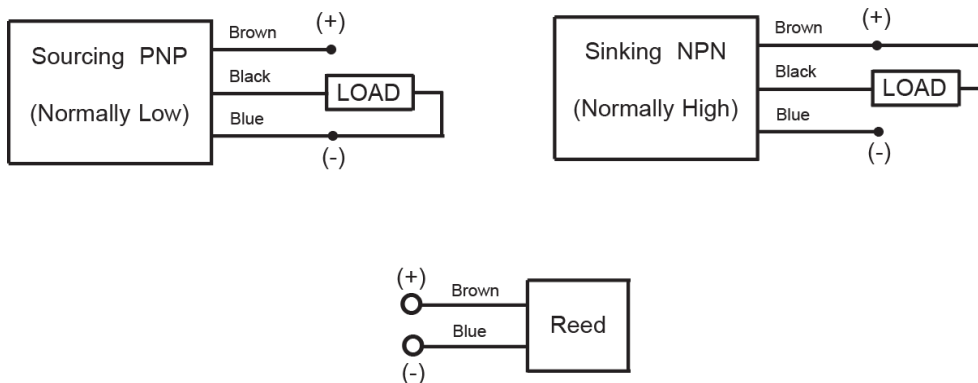 Brown
(+)
Sourcing PNP
Black
LOAD
(Normally Low)
Blue
(-)
Brown
(+)
Sinking NPN
Black
LOAD
(Normally High)
Blue
(-)
(+)
Brown
Reed
Blue
(-)